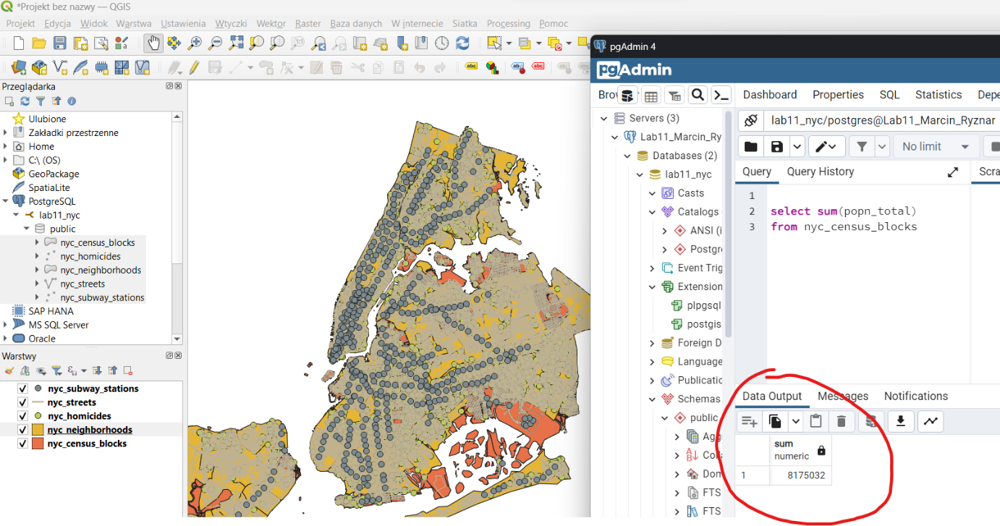 *Projekt bez nazwy — QGIS
Projekt Edycja Widok Warstwa Ustawienia Wtyczki Wektor Raster Baza danych W internecie Siatka Processing Pomoc
abc abc abc
Przeglądarka
Ulubione
Zakładki przestrzenne
Home
C:\ (OS)
GeoPackage
SpatiaLite
PostgreSQL
lab11_nyc
public
nyc_census_blocks
nyc_homicides
nyc_neighborhoods
nyc_streets
nyc_subway_stations
SAP HANA
MS SQL Server
Oracle
Warstwy
nyc_subway_stations
nyc_streets
nyc_homicides
nyc_neighborhoods
nyc_census_blocks
pgAdmin 4
pgAdmin
Brow
Dashboard Properties SQL Statistics Depe
Servers (3)
Lab11_Marcin_Ry
Databases (2)
lab11_nyc
Casts
Catalogs
ANSI (i
Postgr
Event Trig
Extension
plpgsql
postgis
Foreign D
Language
Publicatio
Schemas
public
Agg
Colla
Dom
FTS
FTS
lab11_nyc/postgres@Lab11_Marcin_Ryznar
No limit
Query Query History Scra
1
2 select sum(popn_total)
3 from nyc_census_blocks
Data Output Messages Notifications
sum
numeric
1 8175032